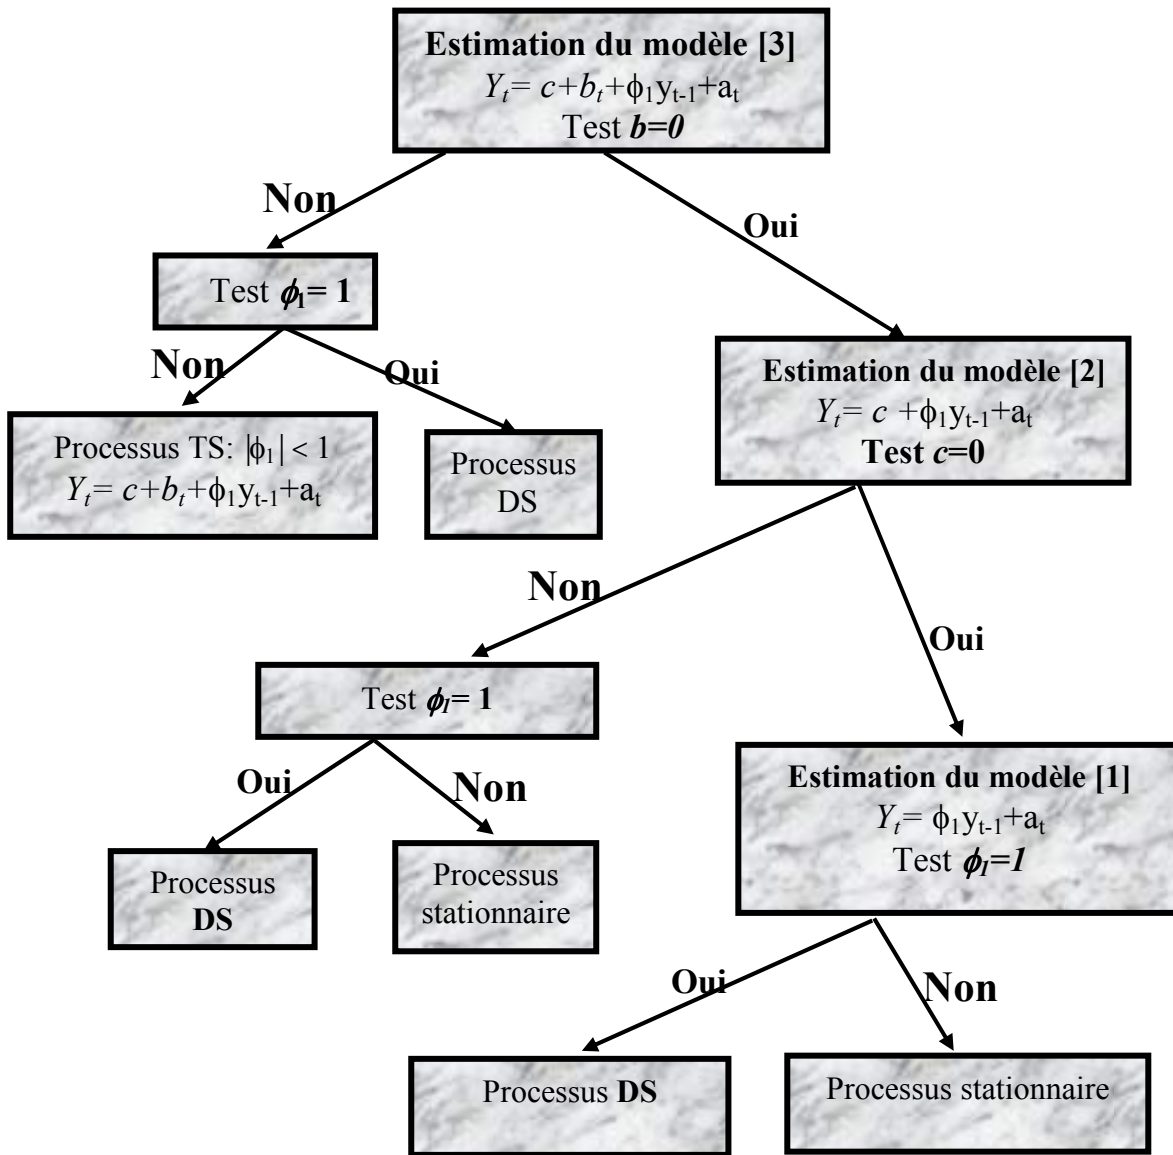 Estimation du modèle [3]
Yₜ= c+bₜ+ϕ₁yₜ₋₁+aₜ
Test b=0
Non
Oui
Test ϕ₁= 1
Non
Oui
Processus TS: |ϕ₁| < 1
Yₜ= c+bₜ+ϕ₁yₜ₋₁+aₜ
Processus
DS
Estimation du modèle [2]
Yₜ= c +ϕ₁yₜ₋₁+aₜ
Test c=0
Non
Oui
Test ϕ₁= 1
Oui
Non
Processus
DS
Processus
stationnaire
Estimation du modèle [1]
Yₜ= ϕ₁yₜ₋₁+aₜ
Test ϕ₁=1
Oui
Non
Processus DS
Processus stationnaire